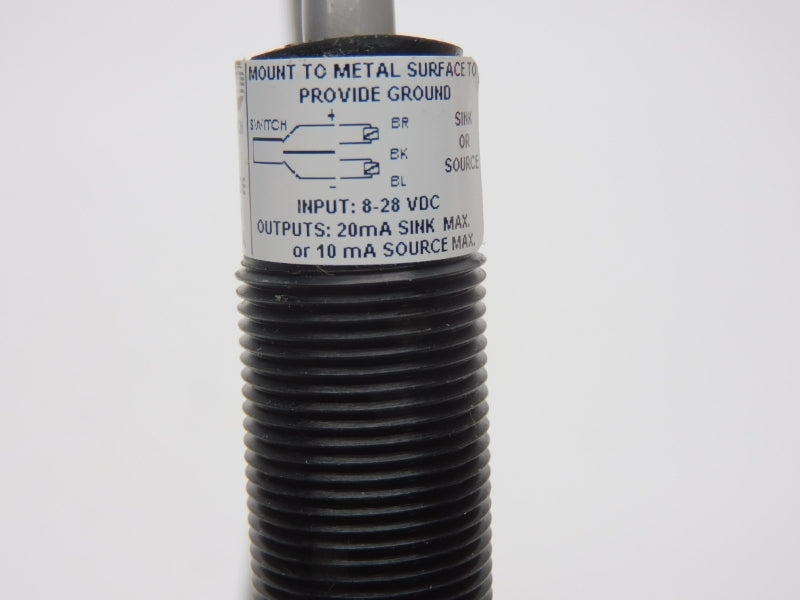 MOUNT TO METAL SURFACE TO
PROVIDE GROUND
SWITCH
+
BR
BK
BL
-
SINK
OR
SOURCE
INPUT: 8-28 VDC
OUTPUTS: 20mA SINK MAX.
or 10 mA SOURCE MAX.